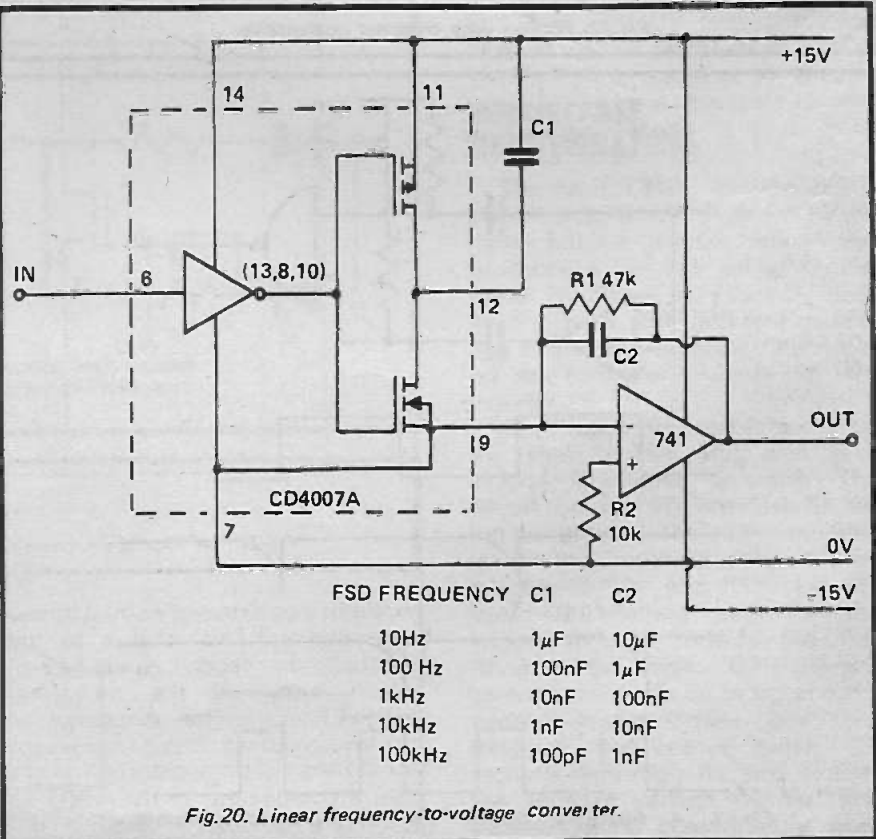 +15V
14
11
C1
IN
6
(13,8,10)
12
R1 47k
C2
9
-
741
OUT
+
CD4007A
R2
10k
7
0V
-15V
FSD FREQUENCY C1 C2
10Hz 1µF 10µF
100 Hz 100nF 1µF
1kHz 10nF 100nF
10kHz 1nF 10nF
100kHz 100pF 1nF
Fig.20. Linear frequency-to-voltage converter.